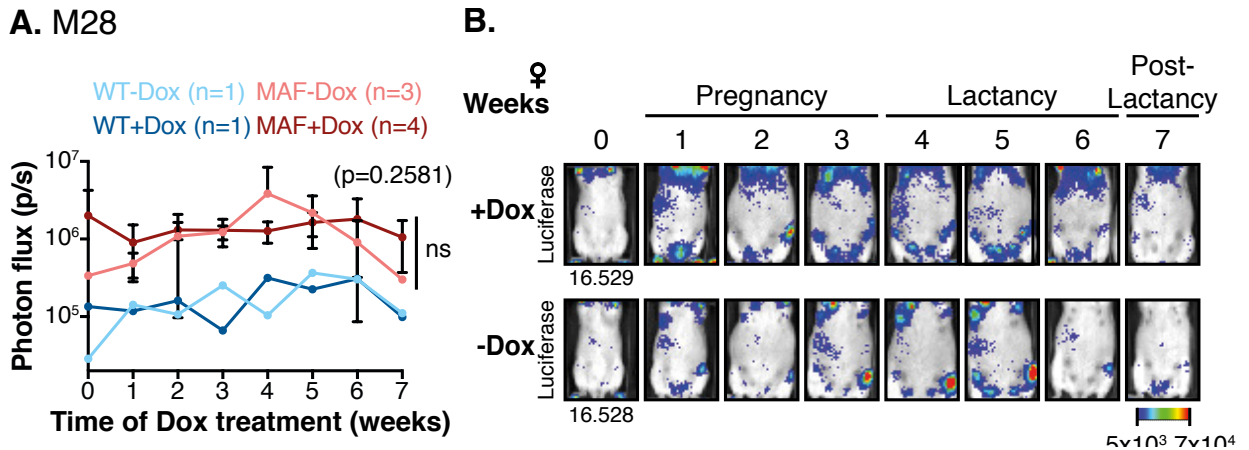 A. M28
WT-Dox (n=1) MAF-Dox (n=3)
WT+Dox (n=1) MAF+Dox (n=4)
Photon flux (p/s)
10⁷
10⁶
10⁵
(p=0.2581)
ns
0 1 2 3 4 5 6 7
Time of Dox treatment (weeks)
B.
♀
Weeks
Pregnancy
Lactancy
Post-
Lactancy
0 1 2 3 4 5 6 7
+Dox
Luciferase
16.529
-Dox
Luciferase
16.528
5x10³ 7x10⁴